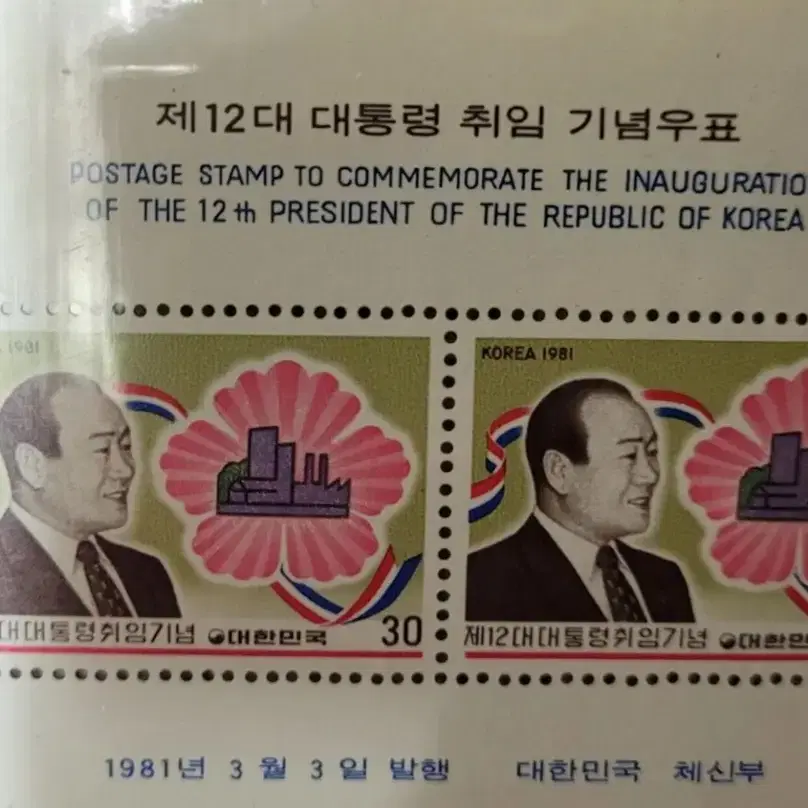 제12대 대통령 취임 기념우표
POSTAGE STAMP TO COMMEMORATE THE
OF THE 12th PRESIDENT OF THE REPUBLIC OF KOREA
1981
KOREA 1981
대대통령취임기념 대한민국 30
제12대대통령취임기념 대한민
1981년 3월 3일 발행 대한민국 체신부